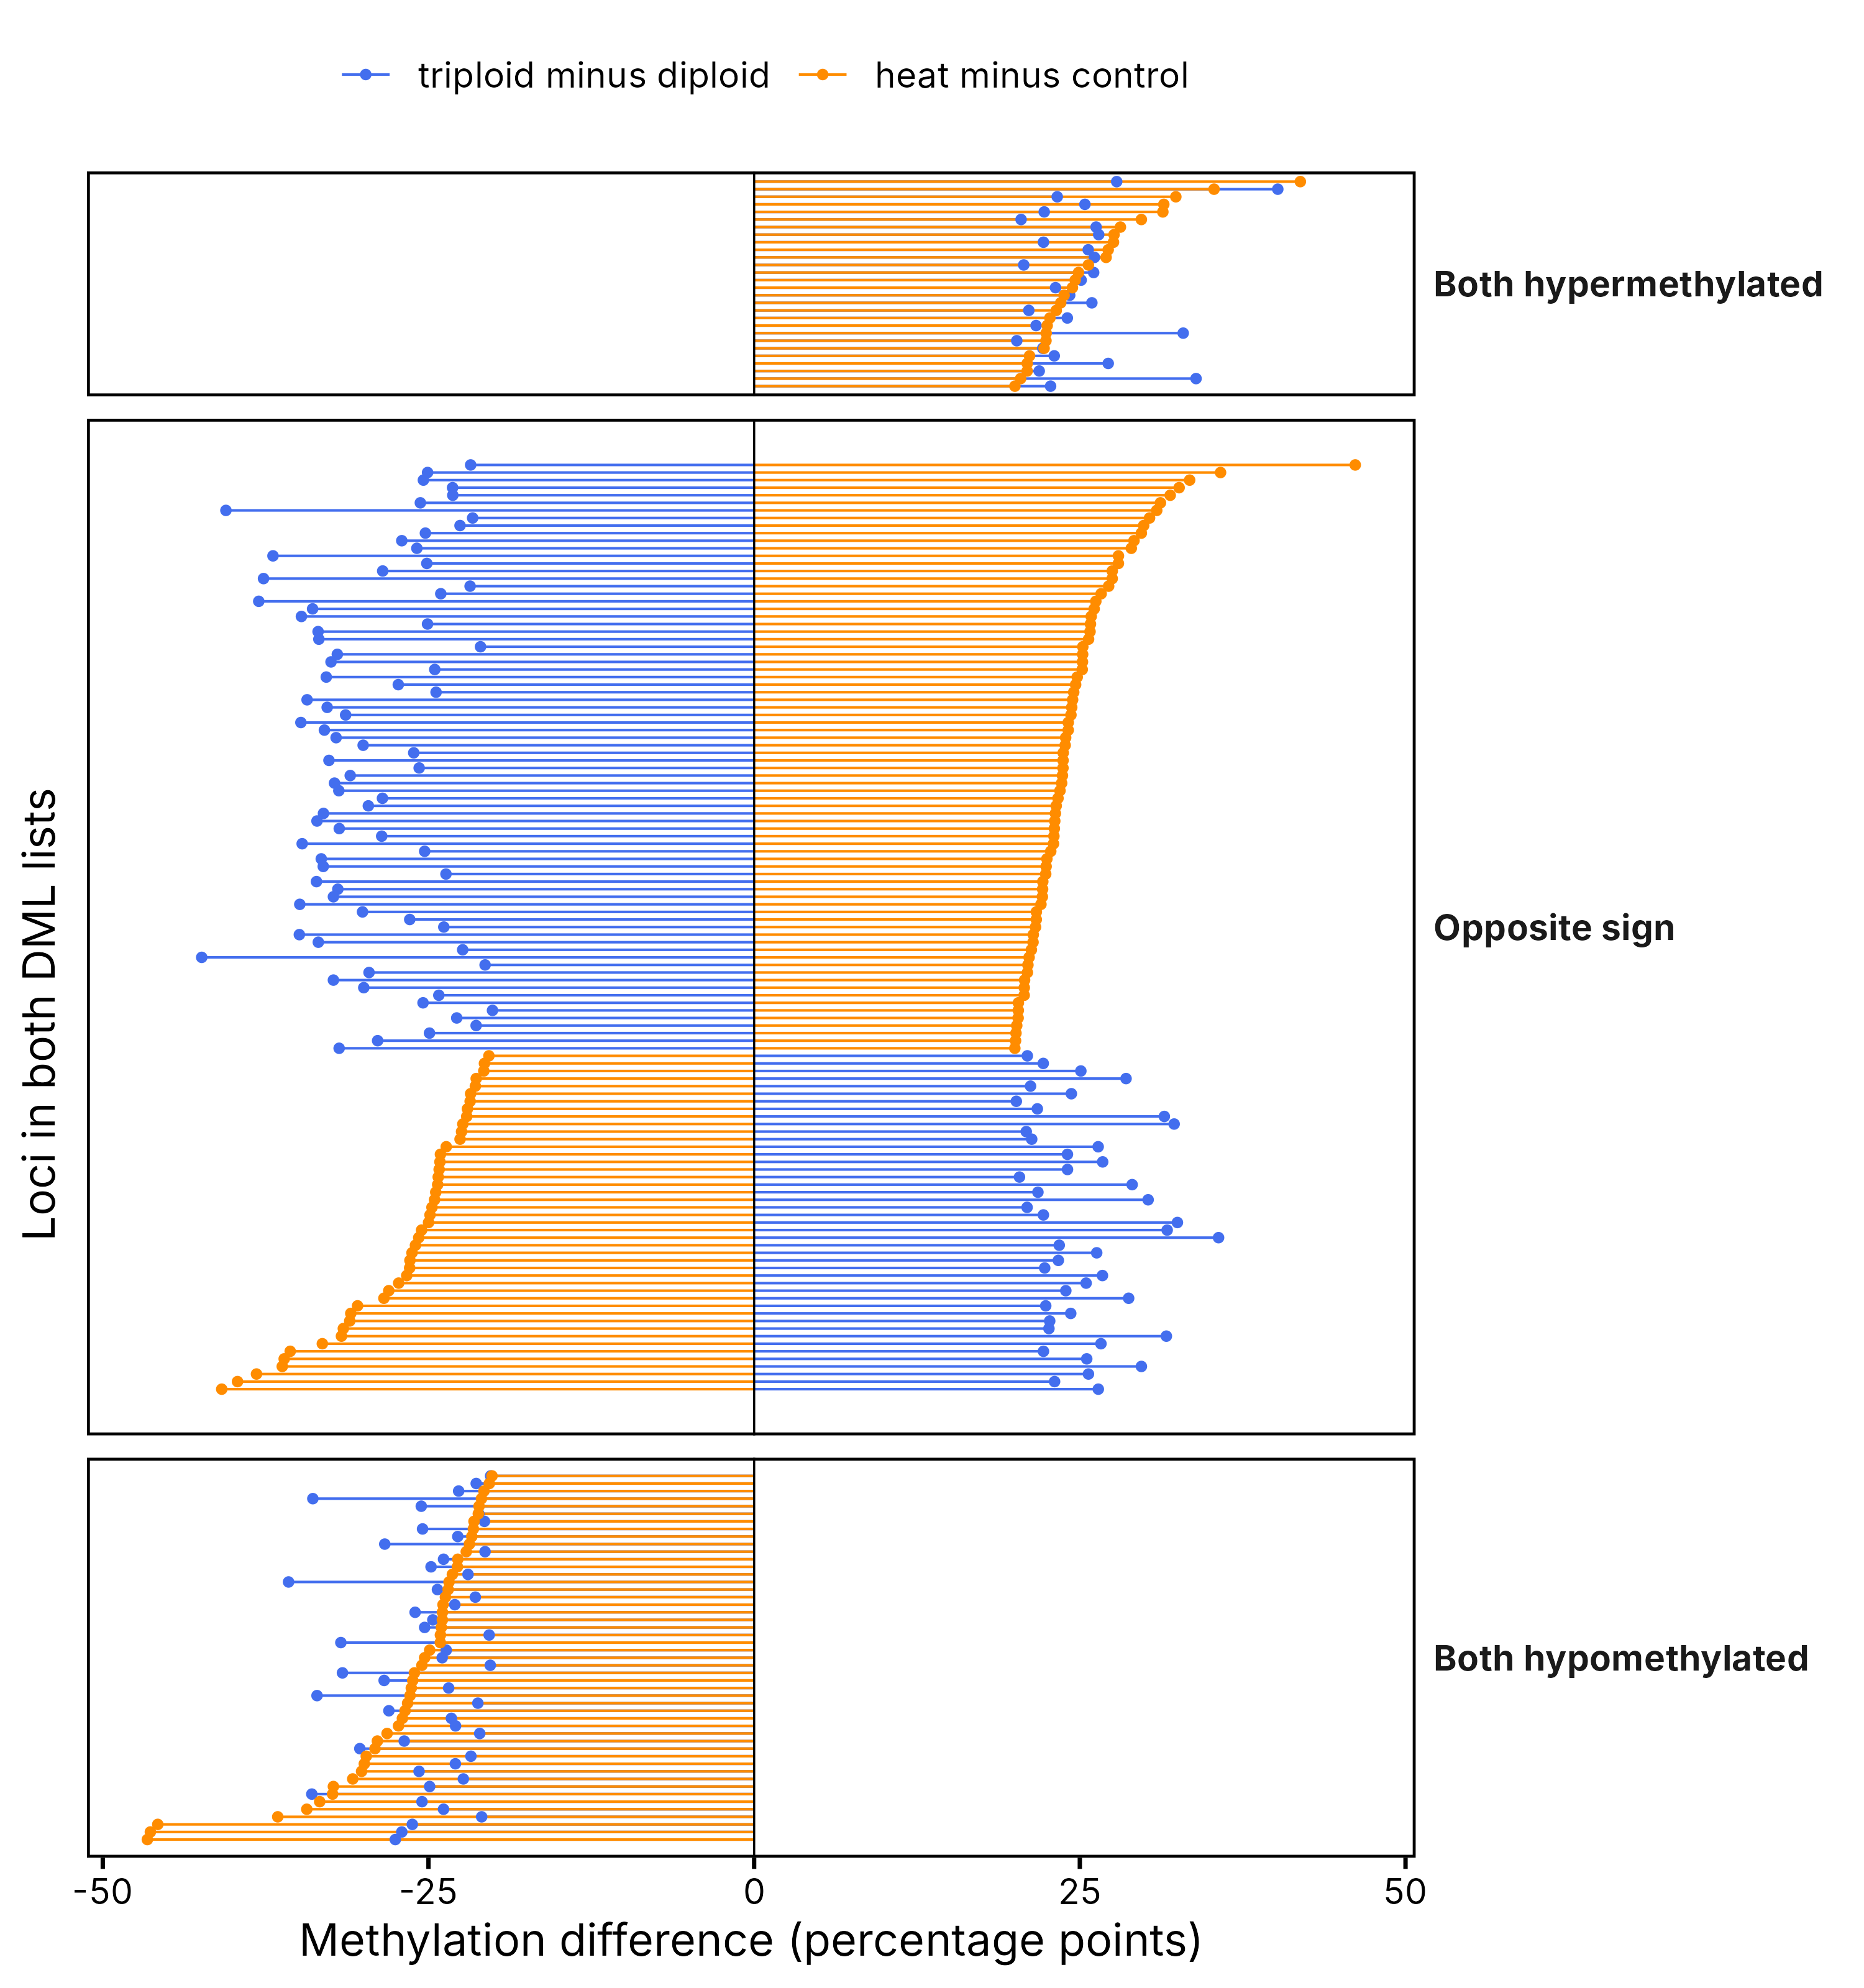 triploid minus diploid heat minus control
Both hypermethylated
Opposite sign
Both hypomethylated
Loci in both DML lists
-50 -25 0 25 50
Methylation difference (percentage points)